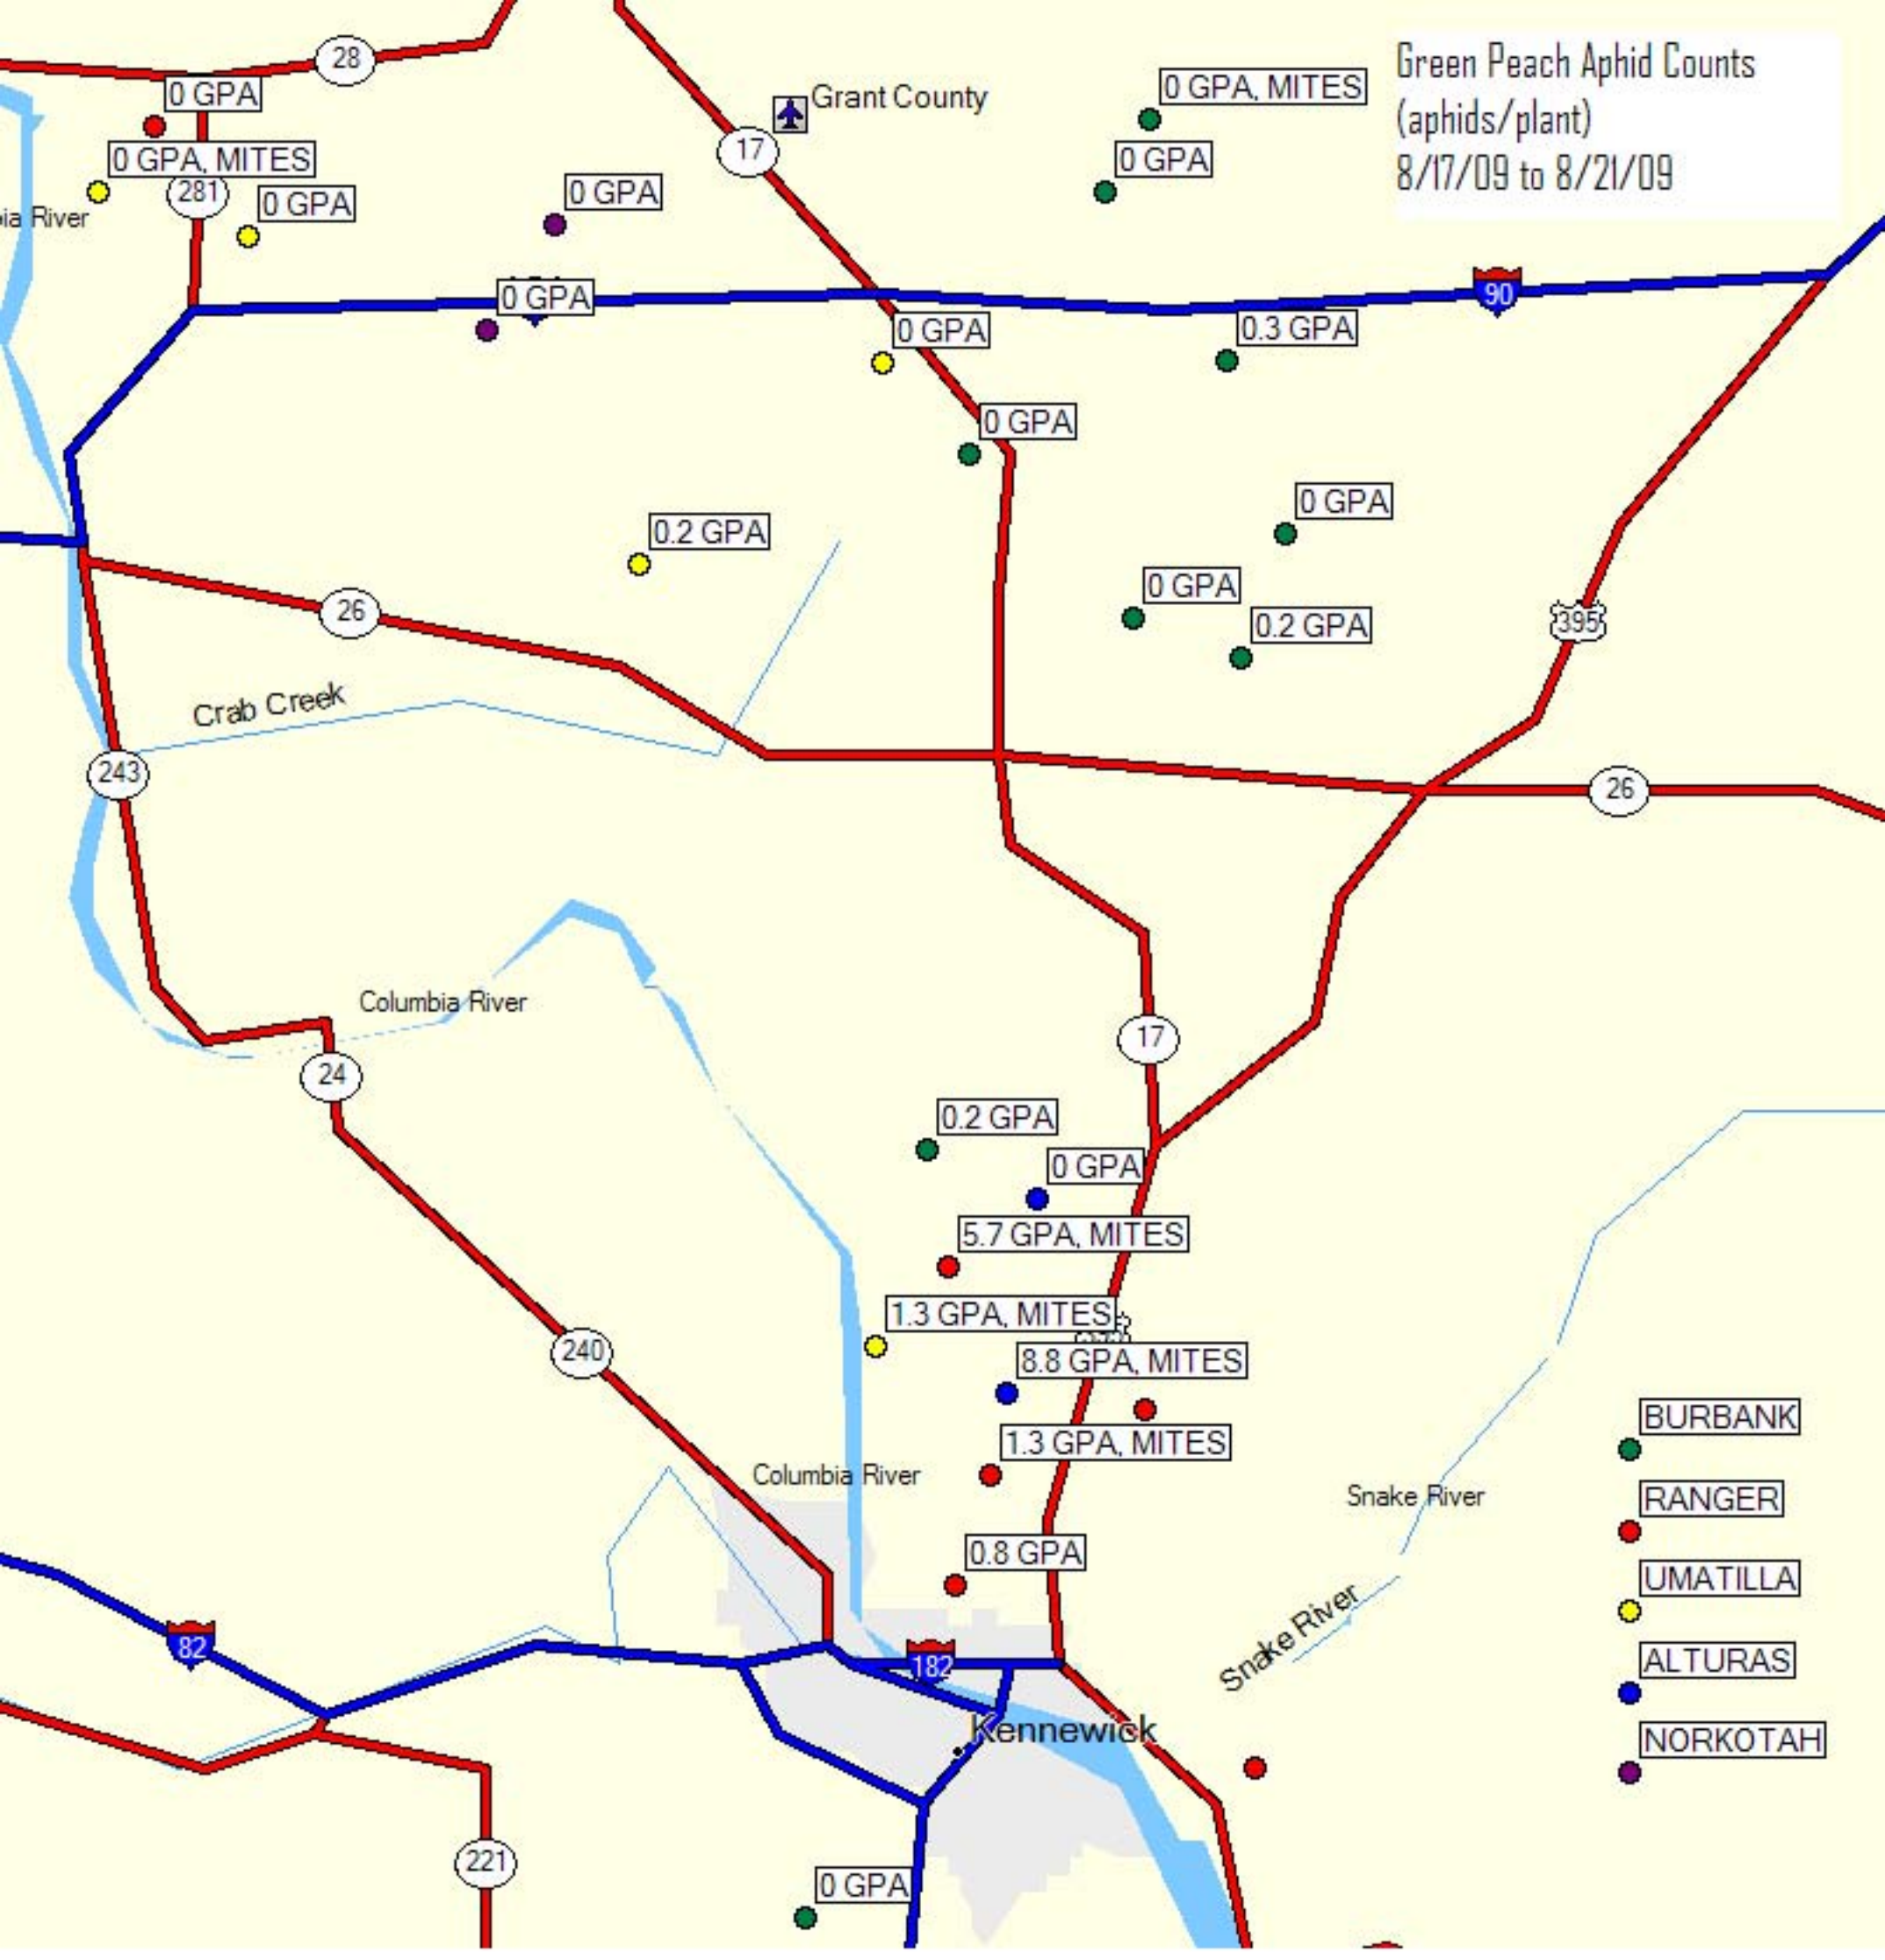 Green Peach Aphid Counts
(aphids/plant)
8/17/09 to 8/21/09
28
0 GPA
0 GPA, MITES
281
0 GPA
River
0 GPA
0 GPA
17
Grant County
0 GPA, MITES
0 GPA
90
0 GPA
0.3 GPA
0 GPA
0.2 GPA
0 GPA
0 GPA
0.2 GPA
395
26
Crab Creek
243
26
Columbia River
24
17
0.2 GPA
0 GPA
5.7 GPA, MITES
1.3 GPA, MITES
240
8.8 GPA, MITES
1.3 GPA, MITES
Columbia River
Snake River
0.8 GPA
Snake River
82
182
Kennewick
221
0 GPA
BURBANK
RANGER
UMATILLA
ALTURAS
NORKOTAH